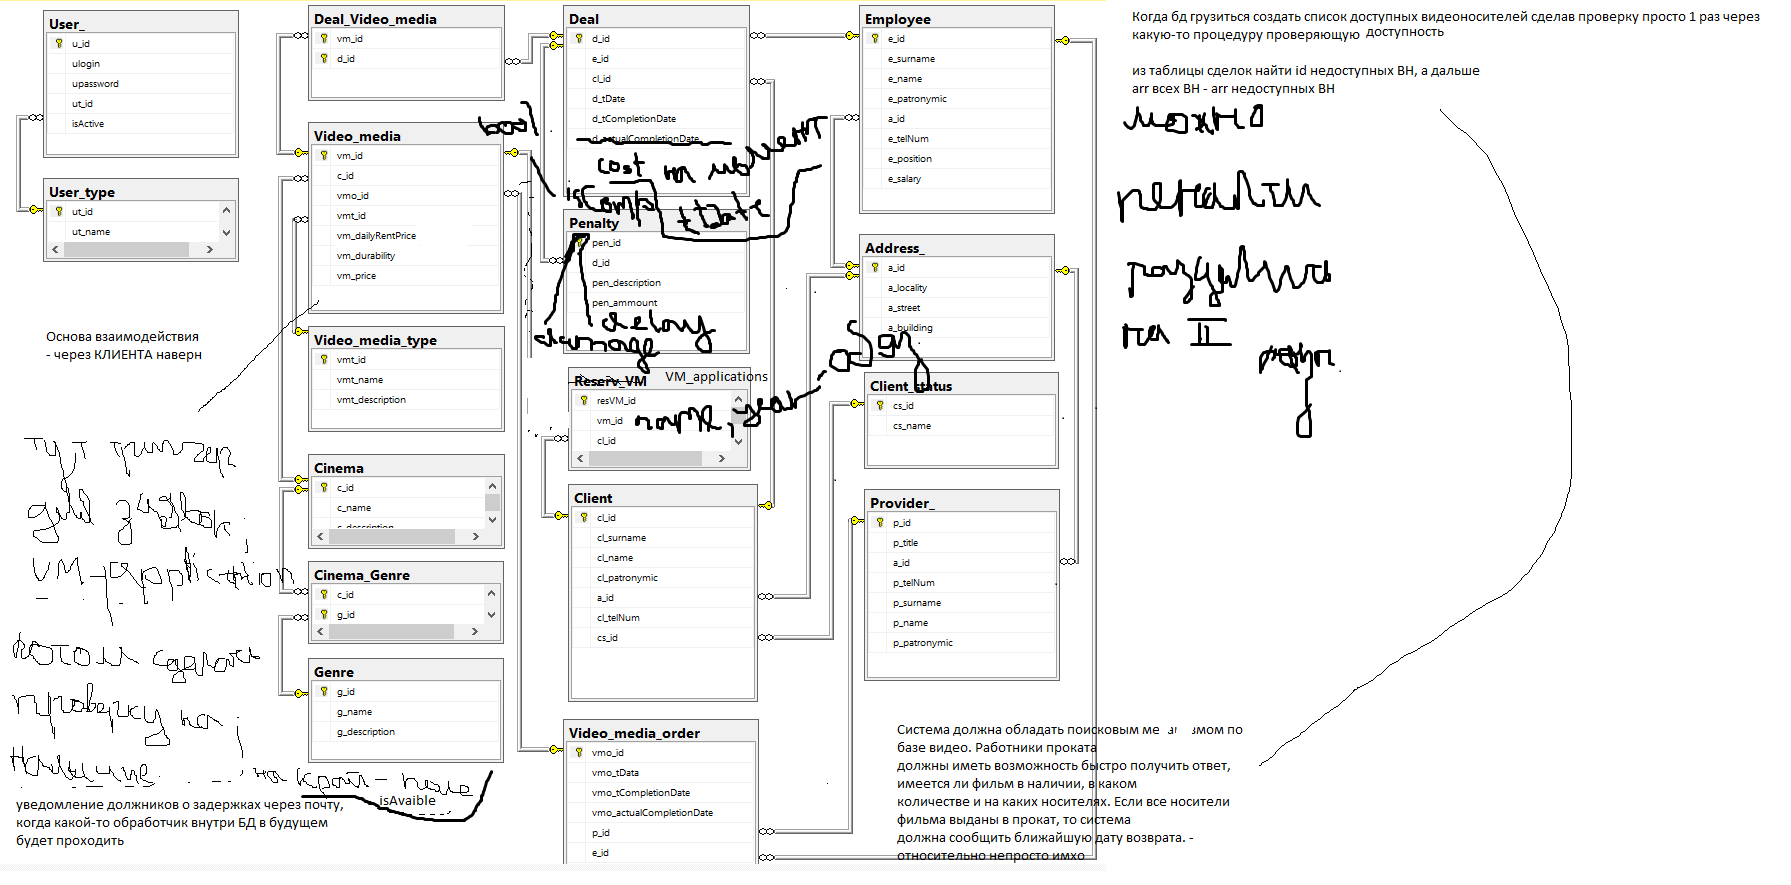 User_
u_id
ulogin
upassword
ut_id
isActive
User_type
ut_id
ut_name
Deal_Video_media
vm_id
d_id
Video_media
vm_id
c_id
vmo_id
vmt_id
vm_dailyRentPrice
vm_durability
vm_price
Video_media_type
vmt_id
vmt_name
vmt_description
Cinema
c_id
c_name
c_description
Cinema_Genre
c_id
g_id
Genre
g_id
g_name
g_description
Deal
d_id
e_id
cl_id
d_tDate
d_tCompletionDate
d_actualCompletionDate
bool
cost на момент
isComp
tDate
Penalty
pen_id
d_id
pen_description
pen_ammount
delay
damage
Reserv_VM
VM_applications
resVM_id
vm_id
cl_id
name, year
Client
cl_id
cl_surname
cl_name
cl_patronymic
a_id
cl_telNum
cs_id
Video_media_order
vmo_id
vmo_tData
vmo_tCompletionDate
vmo_actualCompletionDate
p_id
e_id
Employee
e_id
e_surname
e_name
e_patronymic
a_id
e_telNum
e_position
e_salary
Address_
a_id
a_locality
a_street
a_building
Client_status
cs_id
cs_name
Provider_
p_id
p_title
a_id
p_telNum
p_surname
p_name
p_patronymic
Основа взаимодействия
- через КЛИЕНТА наверн
тут триггер
для заявок
VM-application
потом сделать
проверку на
наличие на край-поле
isAvaible
уведомление должников о задержках через почту,
когда какой-то обработчик внутри БД в будущем
будет проходить
Когда бд грузиться создать список доступных видеоносителей сделав проверку просто 1 раз через
какую-то процедуру проверяющую доступность
из таблицы сделок найти id недоступных ВН, а дальше
arr всех ВН - arr недоступных ВН
можно
пеналти
разделить
на II
Система должна обладать поисковым ме змом по
базе видео. Работники проката
должны иметь возможность быстро получить ответ,
имеется ли фильм в наличии, в каком
количестве и на каких носителях. Если все носители
фильма выданы в прокат, то система
должна сообщить ближайшую дату возврата. -
относительно непросто имхо